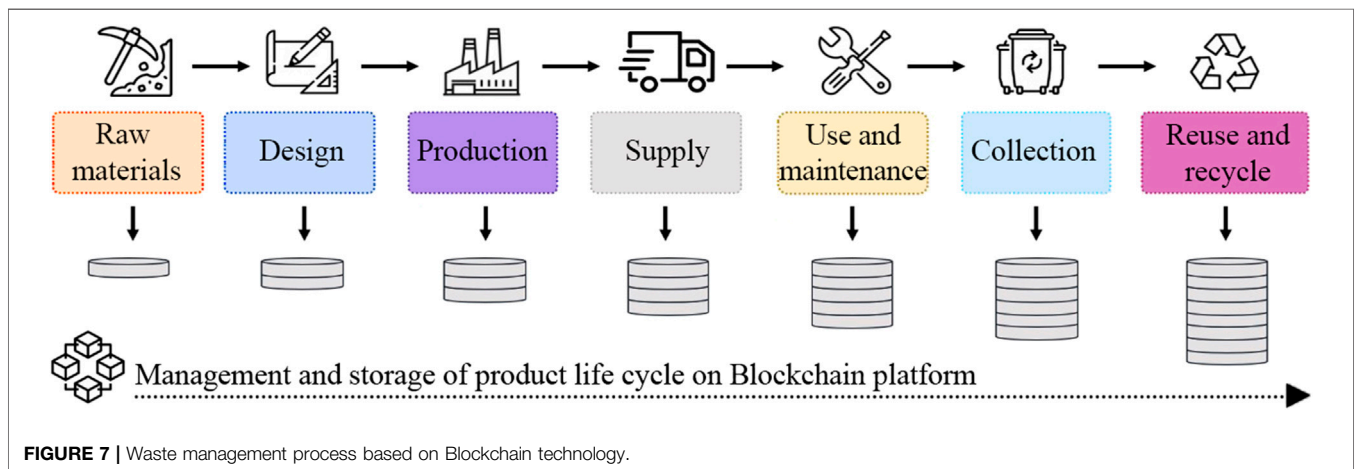 Raw
materials
Design
Production
Supply
Use and
maintenance
Collection
Reuse and
recycle
Management and storage of product life cycle on Blockchain platform
FIGURE 7 | Waste management process based on Blockchain technology.